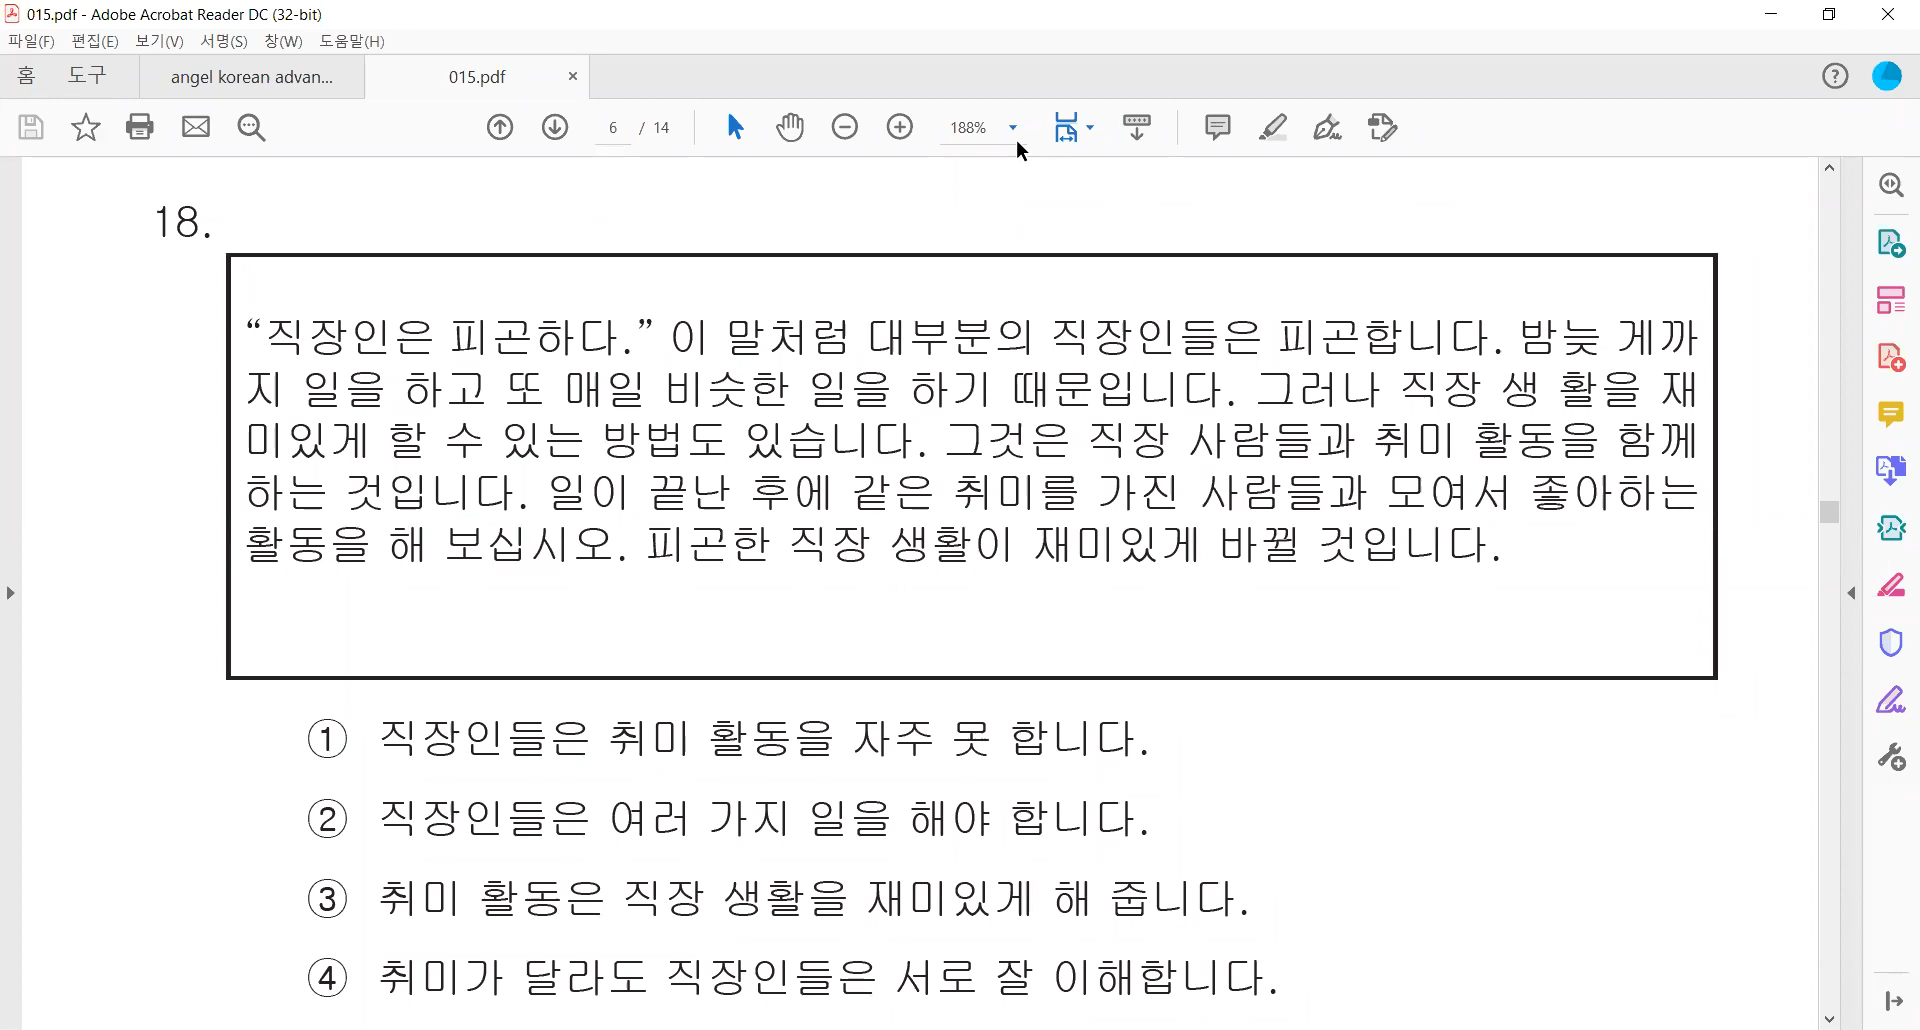 015.pdf - Adobe Acrobat Reader DC (32-bit)
파일(F) 편집(E) 보기(V) 서명(S) 창(W) 도움말(H)
홈 도구 angel korean advan... 015.pdf
6 / 14 188%
18.
“직장인은 피곤하다.” 이 말처럼 대부분의 직장인들은 피곤합니다. 밤늦 게까
지 일을 하고 또 매일 비슷한 일을 하기 때문입니다. 그러나 직장 생 활을 재
미있게 할 수 있는 방법도 있습니다. 그것은 직장 사람들과 취미 활동을 함께
하는 것입니다. 일이 끝난 후에 같은 취미를 가진 사람들과 모여서 좋아하는
활동을 해 보십시오. 피곤한 직장 생활이 재미있게 바뀔 것입니다.
① 직장인들은 취미 활동을 자주 못 합니다.
② 직장인들은 여러 가지 일을 해야 합니다.
③ 취미 활동은 직장 생활을 재미있게 해 줍니다.
④ 취미가 달라도 직장인들은 서로 잘 이해합니다.